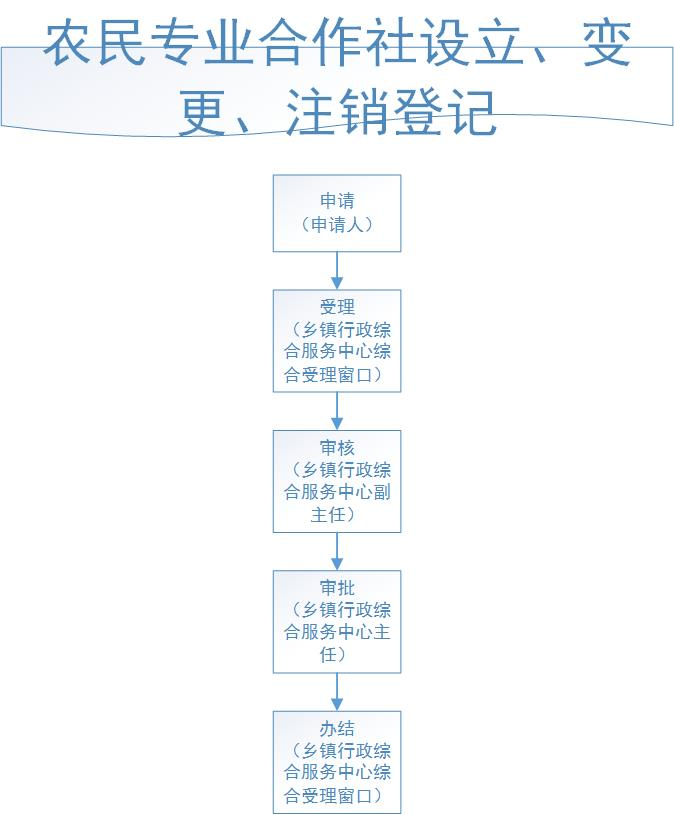 农民专业合作社设立、变
更、注销登记
申请
（申请人）
受理
（乡镇行政综
合服务中心综
合受理窗口）
审核
（乡镇行政综
合服务中心副
主任）
审批
（乡镇行政综
合服务中心主
任）
办结
（乡镇行政综
合服务中心综
合受理窗口）